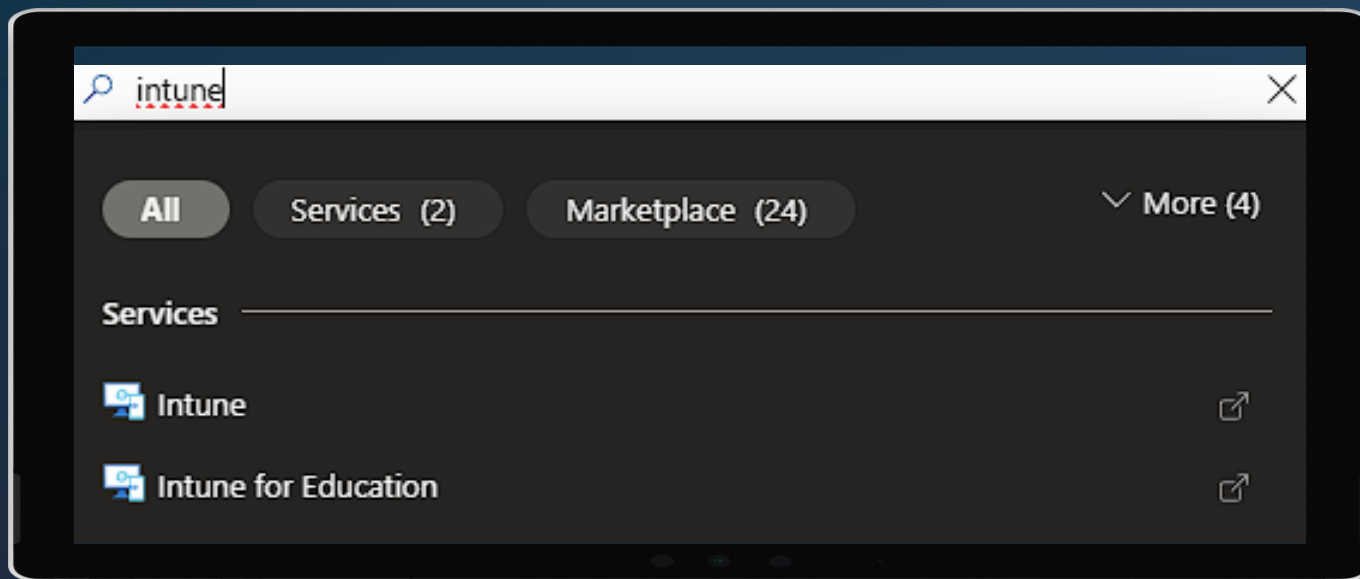 intune
All Services (2) Marketplace (24) More (4)
Services
Intune
Intune for Education